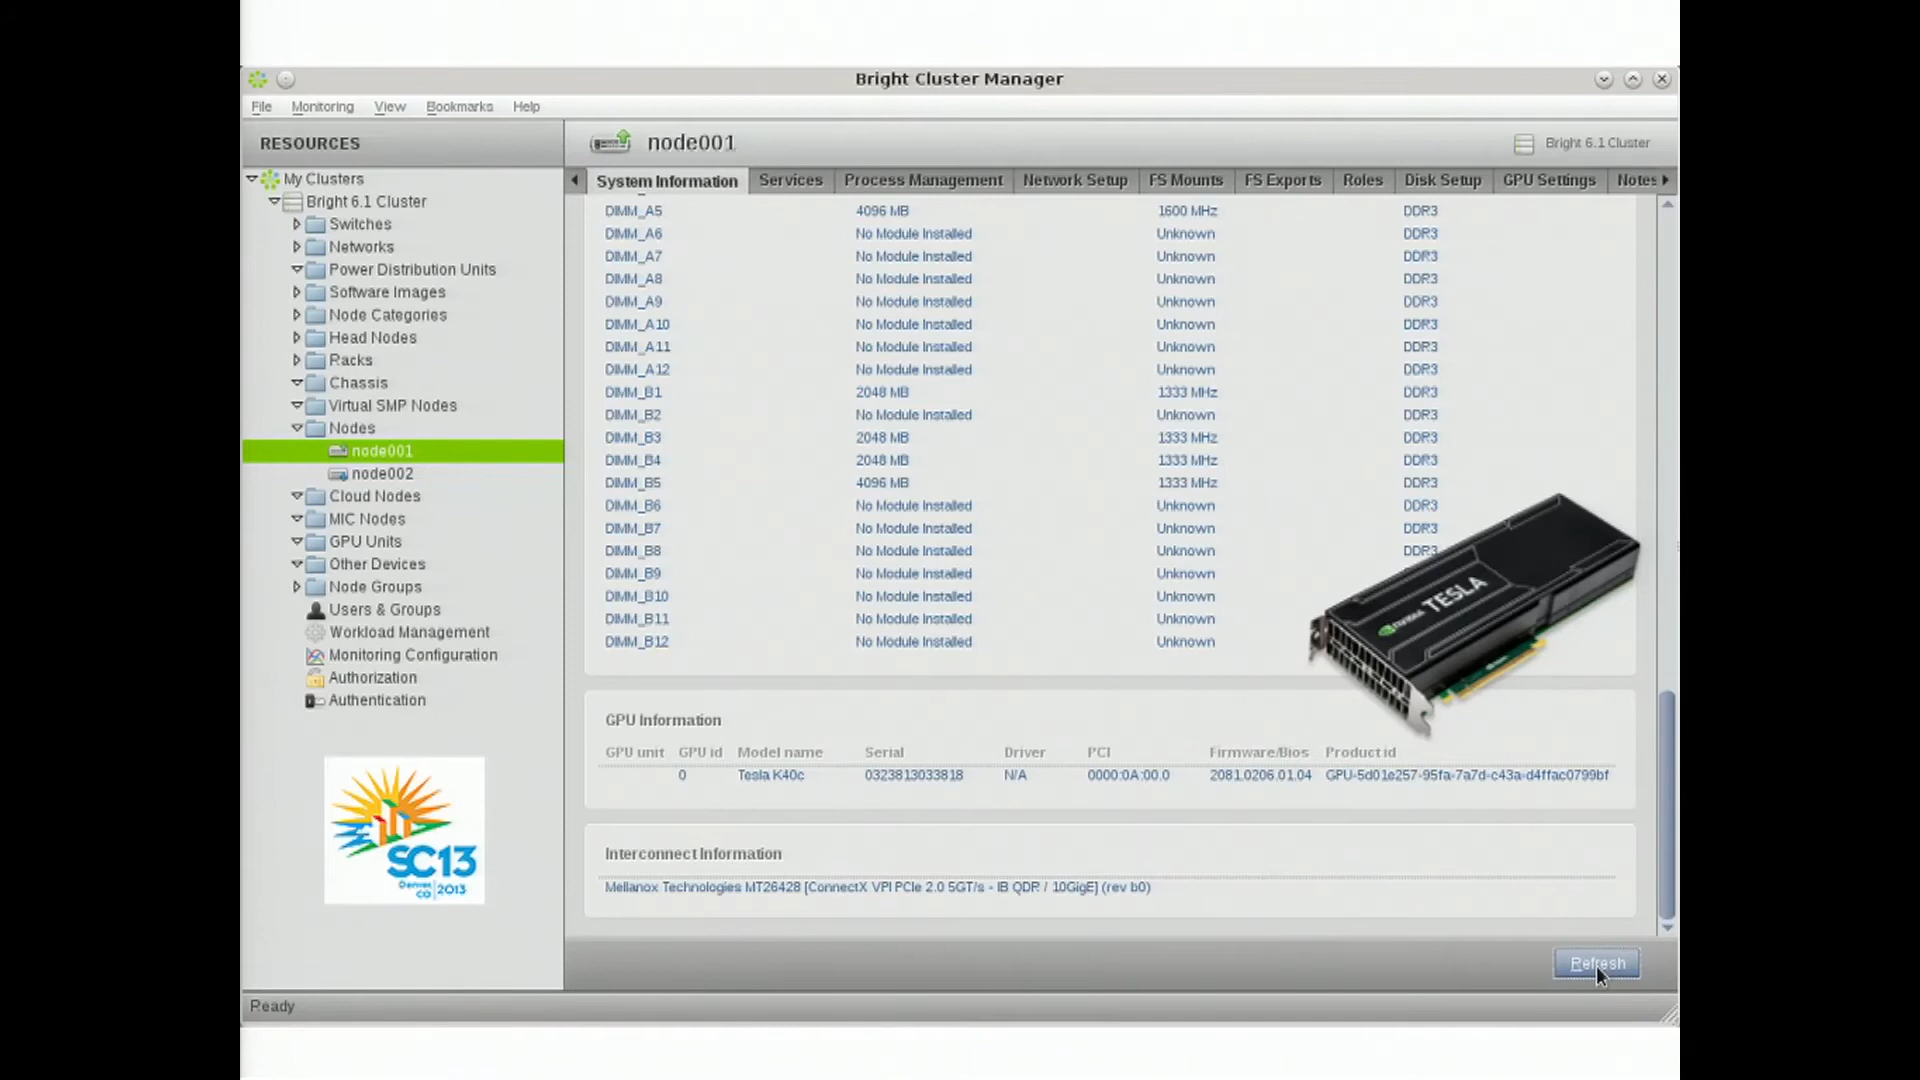 Bright Cluster Manager
File Monitoring View Bookmarks Help
RESOURCES
node001
Bright 6.1 Cluster
My Clusters
Bright 6.1 Cluster
Switches
Networks
Power Distribution Units
Software Images
Node Categories
Head Nodes
Racks
Chassis
Virtual SMP Nodes
Nodes
node001
node002
Cloud Nodes
MIC Nodes
GPU Units
Other Devices
Node Groups
Users & Groups
Workload Management
Monitoring Configuration
Authorization
Authentication
SC13
Denver, CO 2013
System Information Services Process Management Network Setup FS Mounts FS Exports Roles Disk Setup GPU Settings Notes
DIMM_A5 4096 MB 1600 MHz DDR3
DIMM_A6 No Module Installed Unknown DDR3
DIMM_A7 No Module Installed Unknown DDR3
DIMM_A8 No Module Installed Unknown DDR3
DIMM_A9 No Module Installed Unknown DDR3
DIMM_A10 No Module Installed Unknown DDR3
DIMM_A11 No Module Installed Unknown DDR3
DIMM_A12 No Module Installed Unknown DDR3
DIMM_B1 2048 MB 1333 MHz DDR3
DIMM_B2 No Module Installed Unknown DDR3
DIMM_B3 2048 MB 1333 MHz DDR3
DIMM_B4 2048 MB 1333 MHz DDR3
DIMM_B5 4096 MB 1333 MHz DDR3
DIMM_B6 No Module Installed Unknown DDR3
DIMM_B7 No Module Installed Unknown DDR3
DIMM_B8 No Module Installed Unknown DDR3
DIMM_B9 No Module Installed Unknown
DIMM_B10 No Module Installed Unknown
DIMM_B11 No Module Installed Unknown
DIMM_B12 No Module Installed Unknown
NVIDIA TESLA
GPU Information
GPU unit GPU id Model name Serial Driver PCI Firmware/Bios Product id
0 Tesla K40c 0323813033818 N/A 0000:0A:00.0 2081.0206.01.04 GPU-5d01e257-95fa-7a7d-c43a-d4ffac0799bf
Interconnect Information
Mellanox Technologies MT26428 [ConnectX VPI PCIe 2.0 5GT/s - IB QDR / 10GigE] (rev b0)
Refresh
Ready